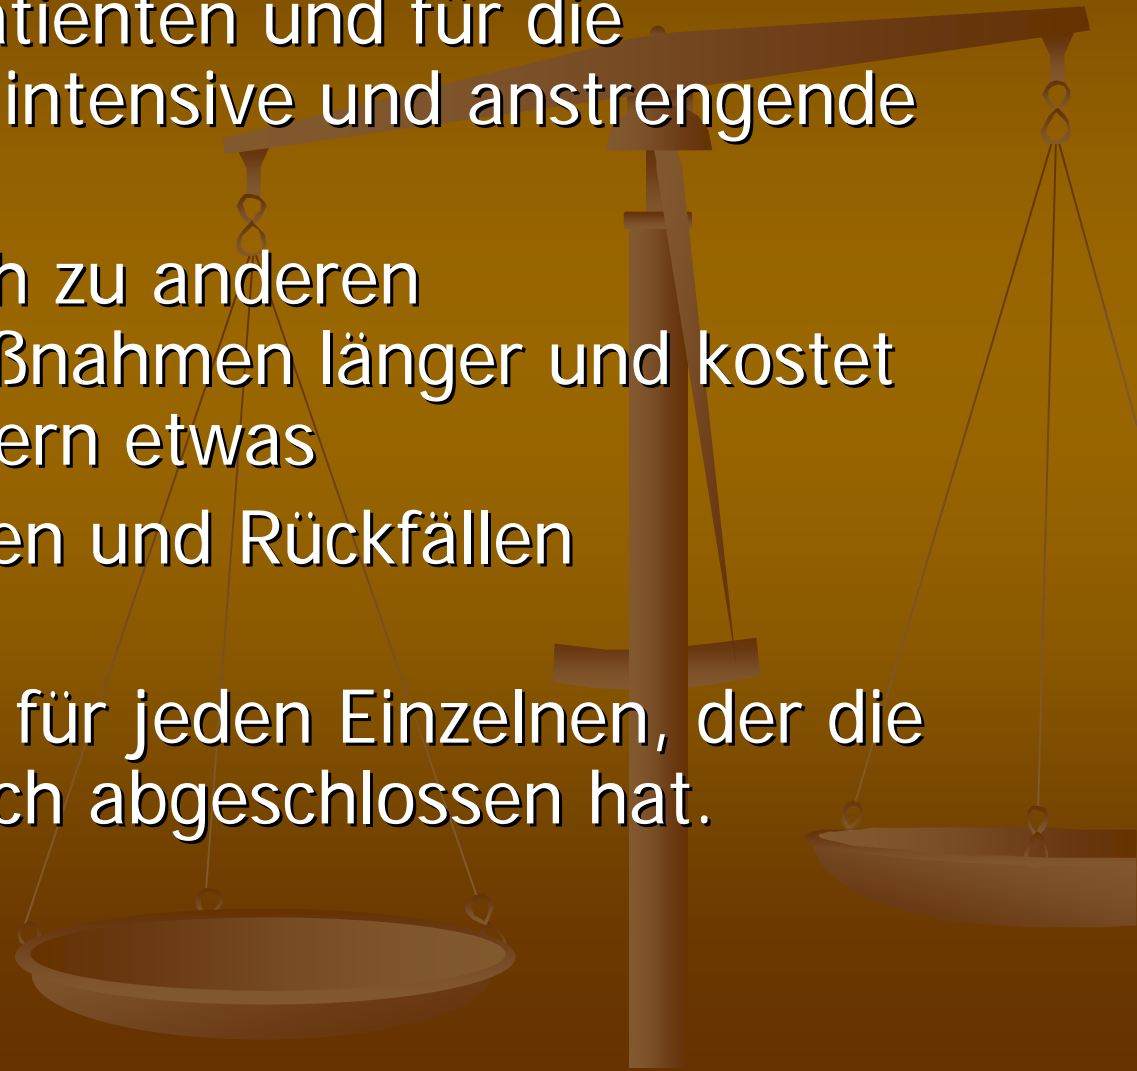 atienten und für die
intensive und anstrengende
h zu anderen
ßnahmen länger und kostet
ern etwas
en und Rückfällen
für jeden Einzelnen, der die
ch abgeschlossen hat.